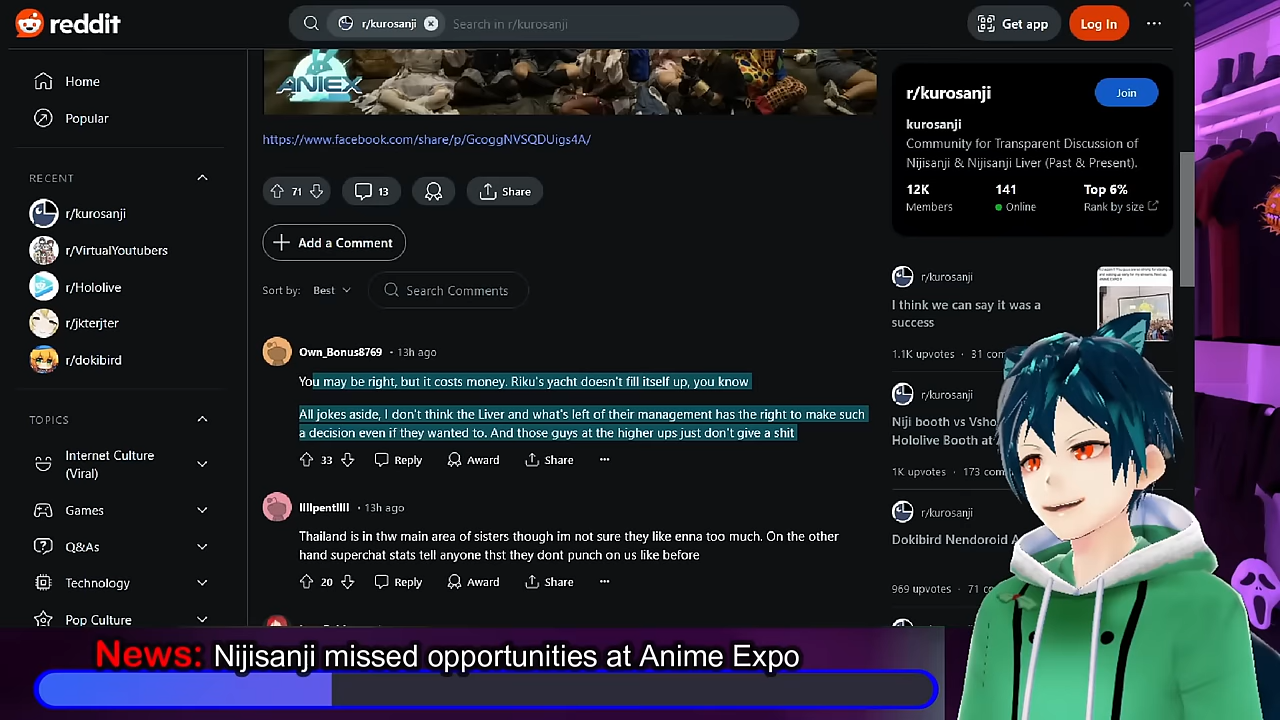 reddit
r/kurosanji
Search in r/kurosanji
Get app
Log In
Home
Popular
RECENT
r/kurosanji
r/VirtualYoutubers
r/Hololive
r/jkterjter
r/dokibird
TOPICS
Internet Culture
(Viral)
Games
Q&As
Technology
Pop Culture
ANIEX
https://www.facebook.com/share/p/GcoggNVSQDUigs4A/
71
13
Share
Add a Comment
Sort by:
Best
Search Comments
Own_Bonus8769 • 13h ago
You may be right, but it costs money. Riku's yacht doesn't fill itself up, you know
All jokes aside, I don't think the Liver and what's left of their management has the right to make such
a decision even if they wanted to. And those guys at the higher ups just don't give a shit
33
Reply
Award
Share
• 13h ago
Thailand is in thw main area of sisters though im not sure they like enna too much. On the other
hand superchat stats tell anyone thst they dont punch on us like before
20
Reply
Award
Share
r/kurosanji
Join
kurosanji
Community for Transparent Discussion of
Nijisanji & Nijisanji Liver (Past & Present).
12K
141
Top 6%
Members
Online
Rank by size
r/kurosanji
I think we can say it was a
success
1.1K upvotes • 31 com
r/kurosanji
Niji booth vs Vsho
Hololive Booth at
1K upvotes • 173 com
r/kurosanji
Dokibird Nendoroid A
969 upvotes • 71 c
News: Nijisanji missed opportunities at Anime Expo